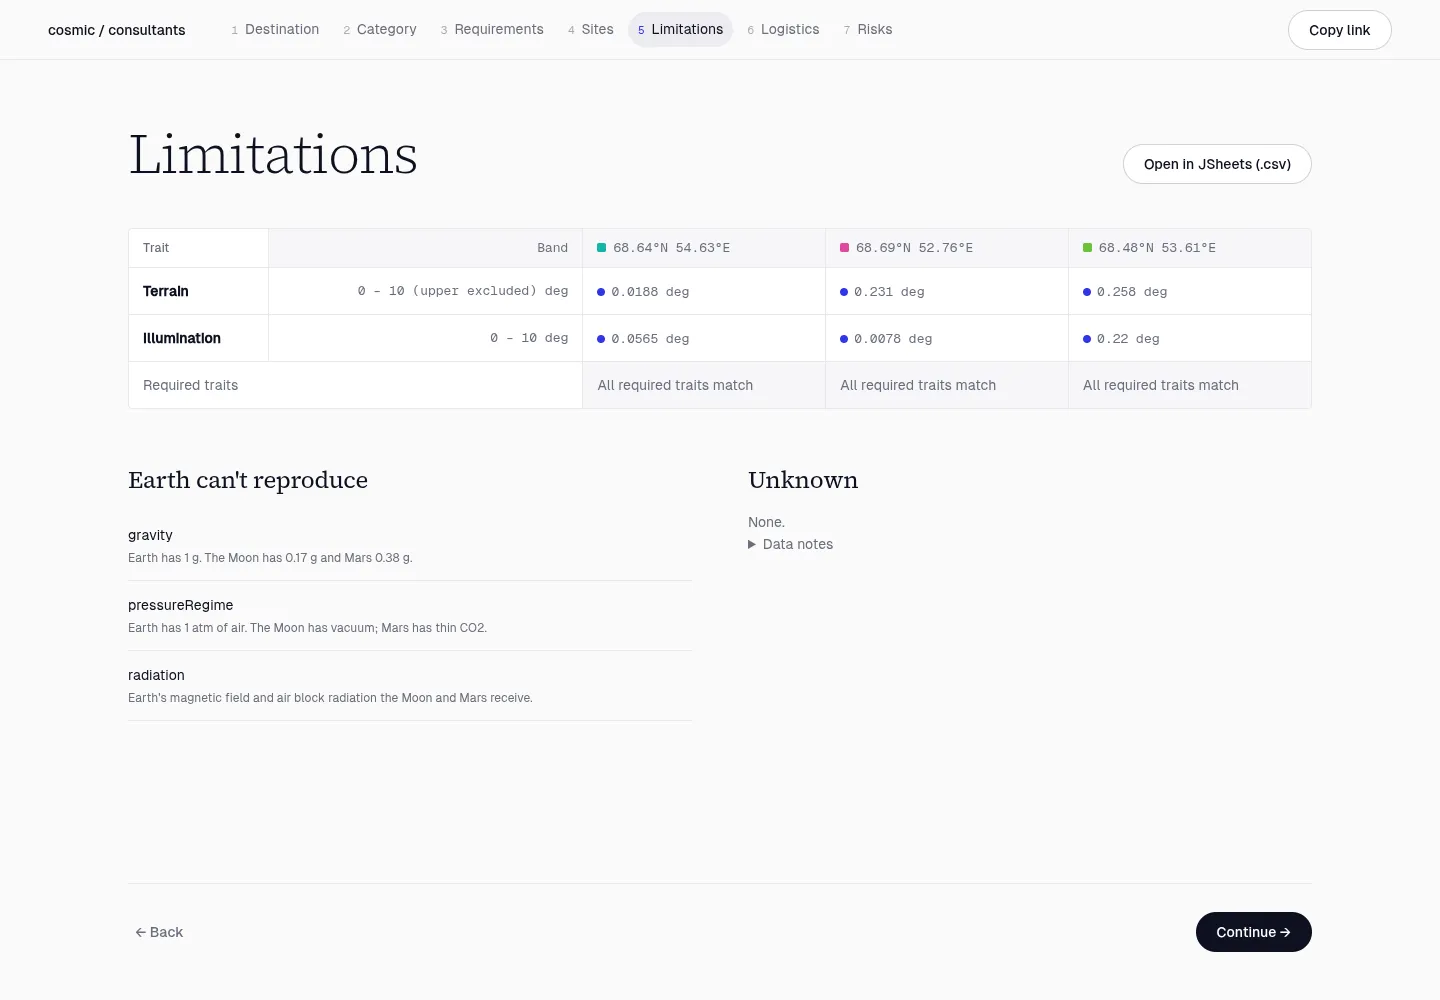 cosmic / consultants
1 Destination
2 Category
3 Requirements
4 Sites
5 Limitations
6 Logistics
7 Risks
Copy link
Limitations
Open in JSheets (.csv)
Trait Band 68.64°N 54.63°E 68.69°N 52.76°E 68.48°N 53.61°E
Terrain 0 – 10 (upper excluded) deg 0.0188 deg 0.231 deg 0.258 deg
Illumination 0 – 10 deg 0.0565 deg 0.0078 deg 0.22 deg
Required traits All required traits match All required traits match All required traits match
Earth can't reproduce
gravity
Earth has 1 g. The Moon has 0.17 g and Mars 0.38 g.
pressureRegime
Earth has 1 atm of air. The Moon has vacuum; Mars has thin CO2.
radiation
Earth's magnetic field and air block radiation the Moon and Mars receive.
Unknown
None.
▶ Data notes
← Back
Continue →